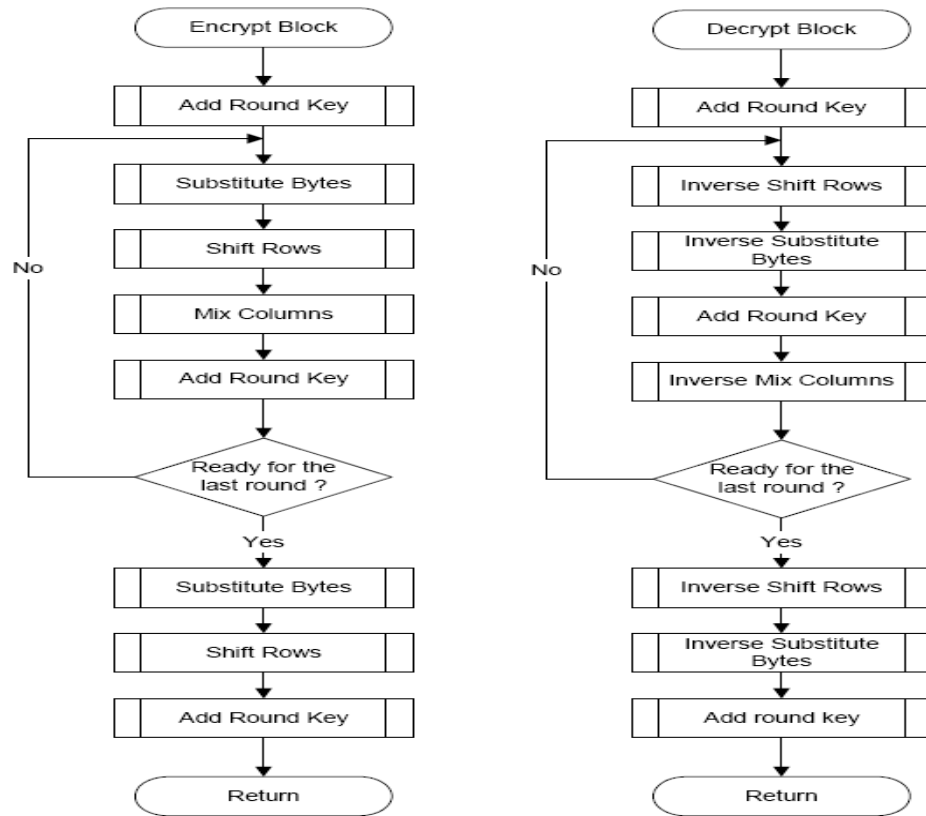 Encrypt Block
Add Round Key
Substitute Bytes
Shift Rows
No
Mix Columns
Add Round Key
Ready for the
last round ?
Yes
Substitute Bytes
Shift Rows
Add Round Key
Return
Decrypt Block
Add Round Key
Inverse Shift Rows
Inverse Substitute
Bytes
No
Add Round Key
Inverse Mix Columns
Ready for the
last round ?
Yes
Inverse Shift Rows
Inverse Substitute
Bytes
Add round key
Return